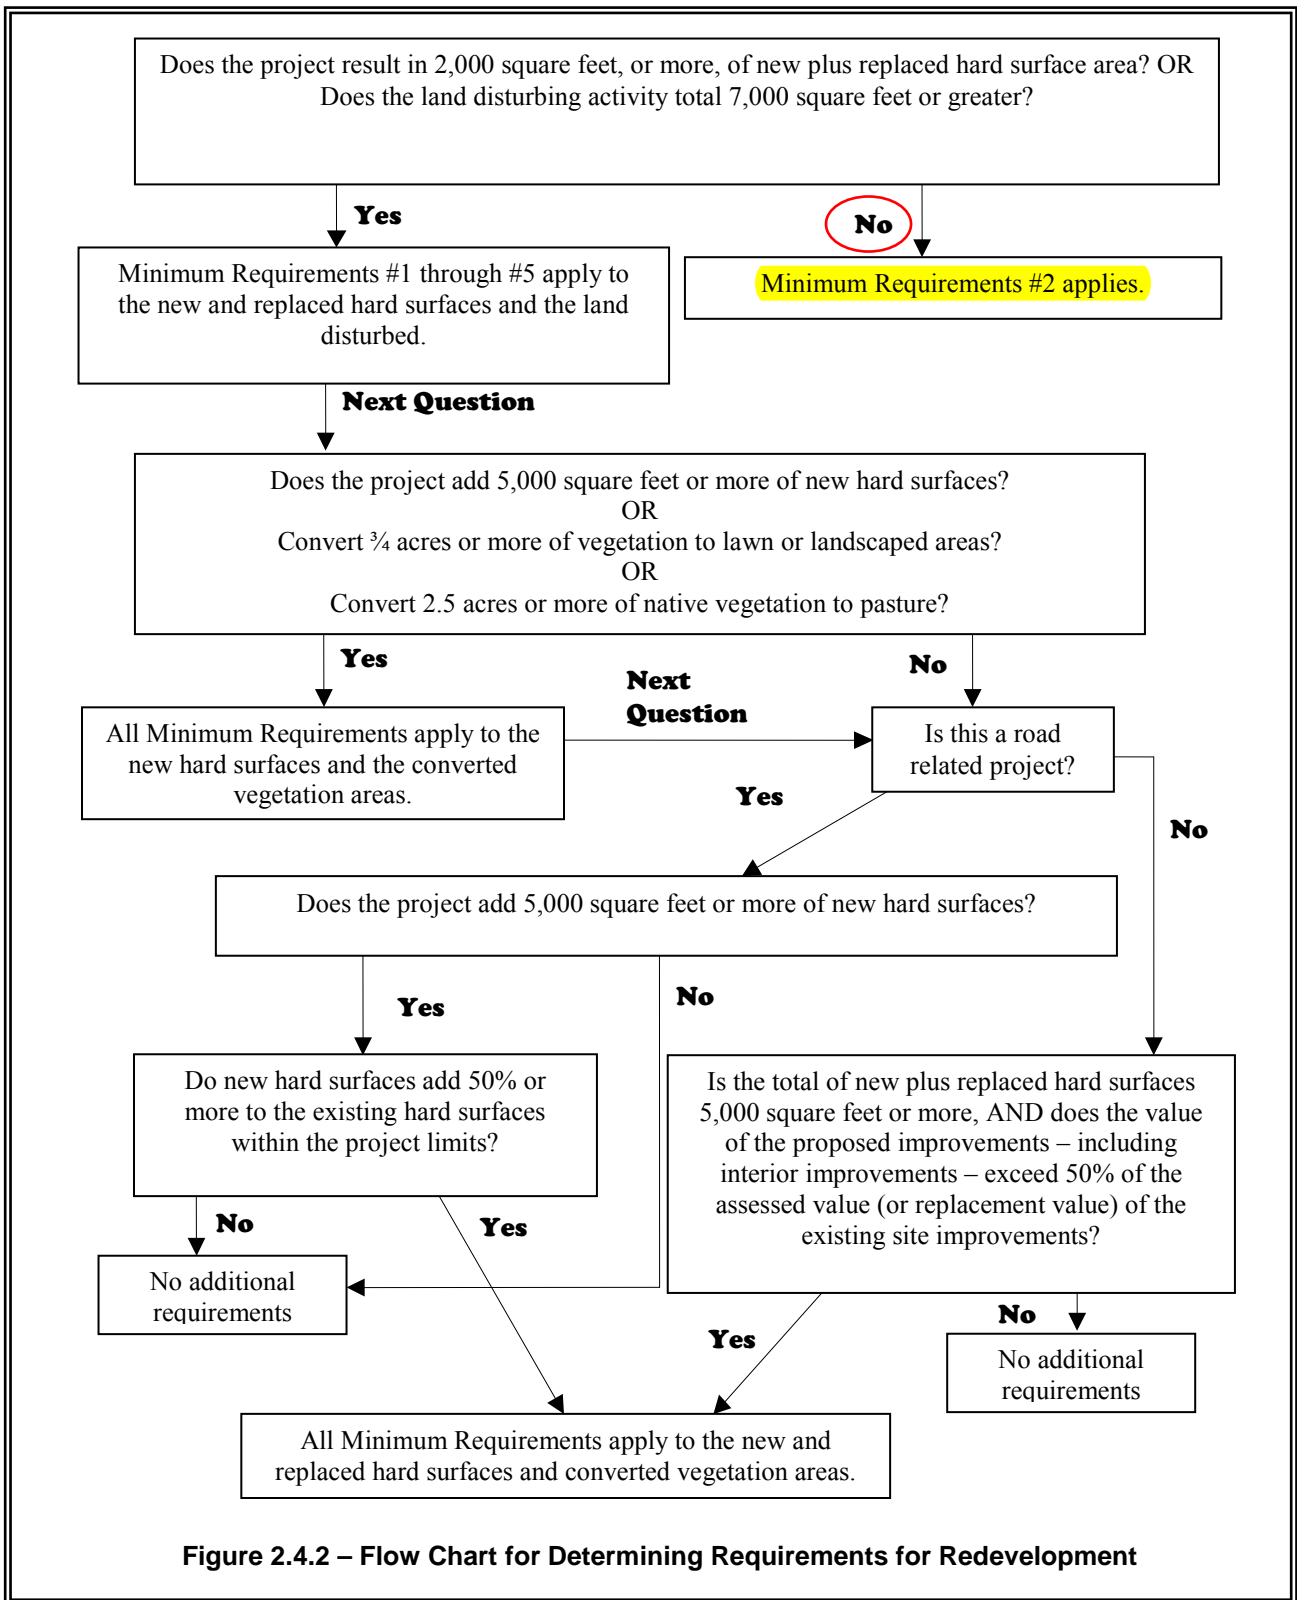 Does the project result in 2,000 square feet, or more, of new plus replaced hard surface area? OR
Does the land disturbing activity total 7,000 square feet or greater?
Yes
No
Minimum Requirements #1 through #5 apply to
the new and replaced hard surfaces and the land
disturbed.
Minimum Requirements #2 applies.
Next Question
Does the project add 5,000 square feet or more of new hard surfaces?
OR
Convert ¾ acres or more of vegetation to lawn or landscaped areas?
OR
Convert 2.5 acres or more of native vegetation to pasture?
Yes
No
Next
Question
All Minimum Requirements apply to the
new hard surfaces and the converted
vegetation areas.
Is this a road
related project?
Yes
No
Does the project add 5,000 square feet or more of new hard surfaces?
Yes
No
Do new hard surfaces add 50% or
more to the existing hard surfaces
within the project limits?
Is the total of new plus replaced hard surfaces
5,000 square feet or more, AND does the value
of the proposed improvements – including
interior improvements – exceed 50% of the
assessed value (or replacement value) of the
existing site improvements?
No
Yes
No additional
requirements
Yes
No
No additional
requirements
All Minimum Requirements apply to the new and
replaced hard surfaces and converted vegetation areas.
Figure 2.4.2 – Flow Chart for Determining Requirements for Redevelopment